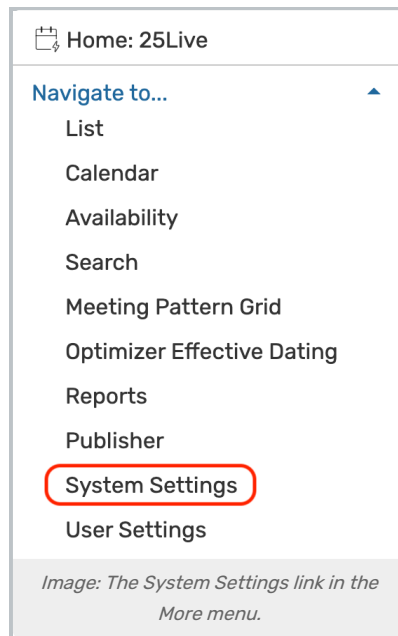 Home: 25Live
Navigate to...
List
Calendar
Availability
Search
Meeting Pattern Grid
Optimizer Effective Dating
Reports
Publisher
System Settings
User Settings
Image: The System Settings link in the
More menu.